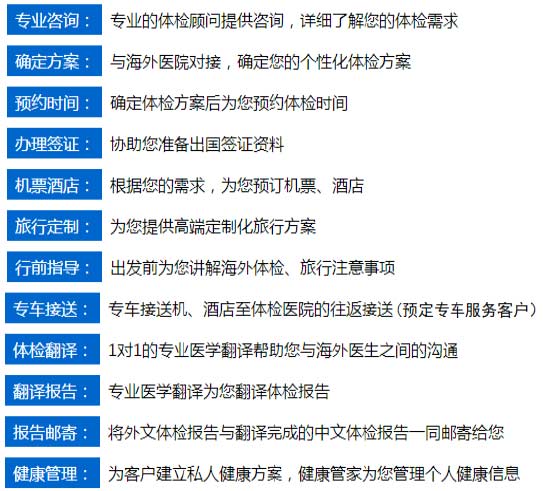 专业咨询： 专业的体检顾问提供咨询，详细了解您的体检需求
确定方案： 与海外医院对接，确定您的个性化体检方案
预约时间： 确定体检方案后为您预约体检时间
办理签证： 协助您准备出国签证资料
机票酒店： 根据您的需求，为您预订机票、酒店
旅行定制： 为您提供高端定制化旅行方案
行前指导： 出发前为您讲解海外体检、旅行注意事项
专车接送： 专车接送机、酒店至体检医院的往返接送(预定专车服务客户)
体检翻译： 1对1的专业医学翻译帮助您与海外医生之间的沟通
翻译报告： 专业医学翻译为您翻译体检报告
报告邮寄： 将外文体检报告与翻译完成的中文体检报告一同邮寄给您
健康管理： 为客户建立私人健康方案，健康管家为您管理个人健康信息